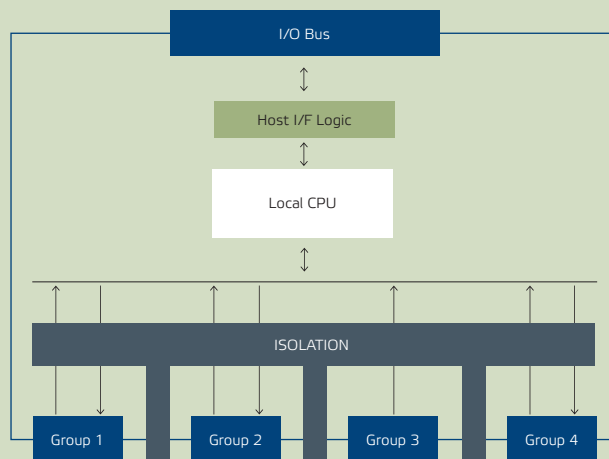 I/O Bus
Host I/F Logic
Local CPU
ISOLATION
Group 1
Group 2
Group 3
Group 4